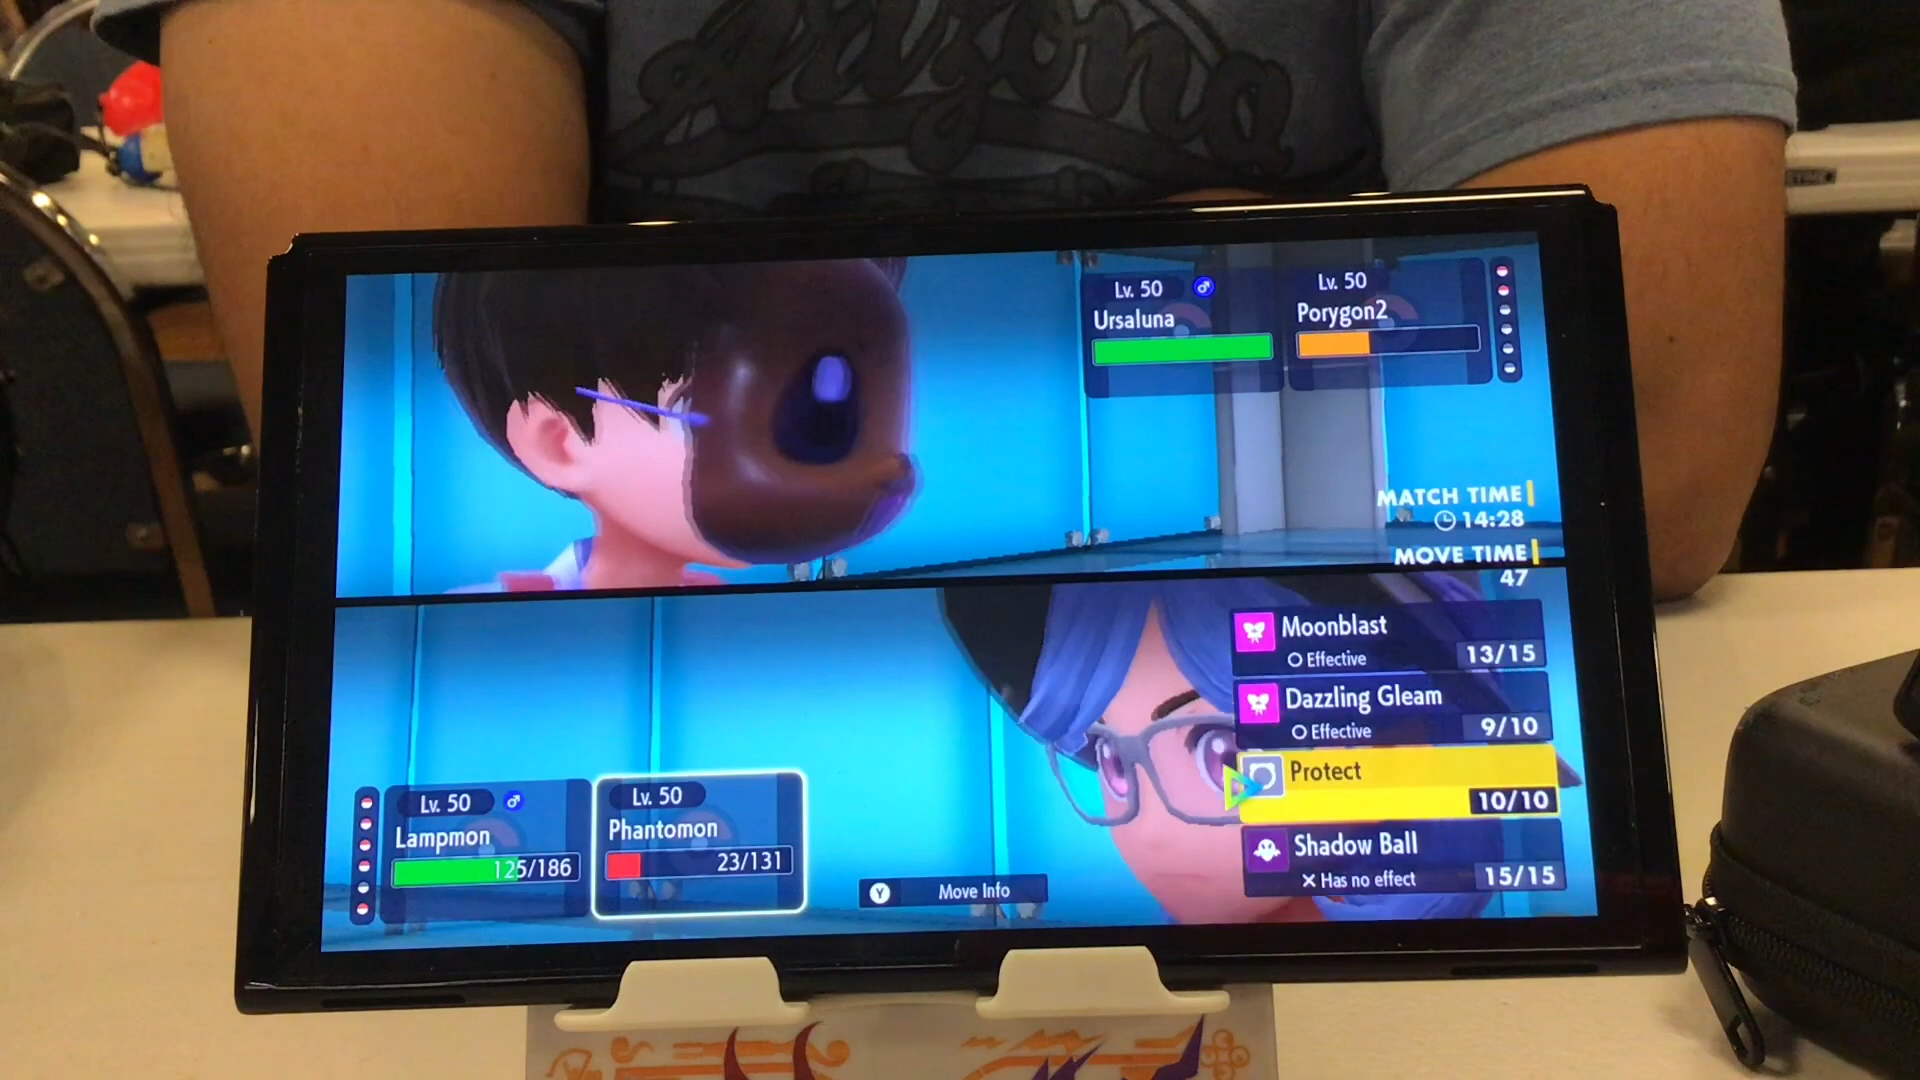 Arizona
Lv. 50
Ursaluna
Lv. 50
Porygon2
MATCH TIME
14:28
MOVE TIME
47
Moonblast
Effective
13/15
Dazzling Gleam
Effective
9/10
Protect
10/10
Shadow Ball
Has no effect
15/15
Lv. 50
Lampmon
125/186
Lv. 50
Phantomon
23/131
Y Move Info